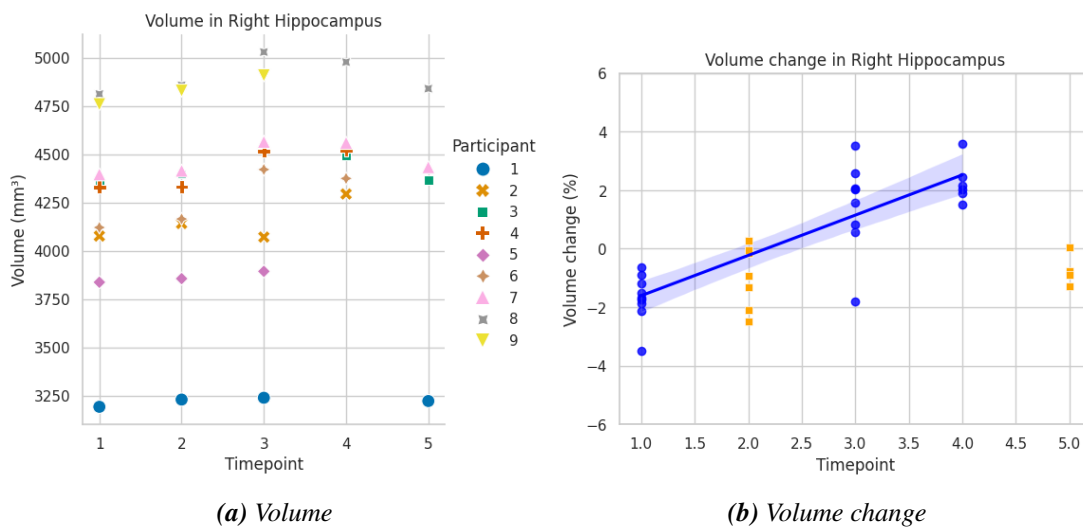 Volume in Right Hippocampus
5000
4750
4500
4250
4000
3750
3500
3250
Volume (mm³)
1 2 3 4 5
Timepoint
Participant
1
2
3
4
5
6
7
8
9
(a) Volume
Volume change in Right Hippocampus
6
4
2
0
−2
−4
−6
Volume change (%)
1.0 1.5 2.0 2.5 3.0 3.5 4.0 4.5 5.0
Timepoint
(b) Volume change